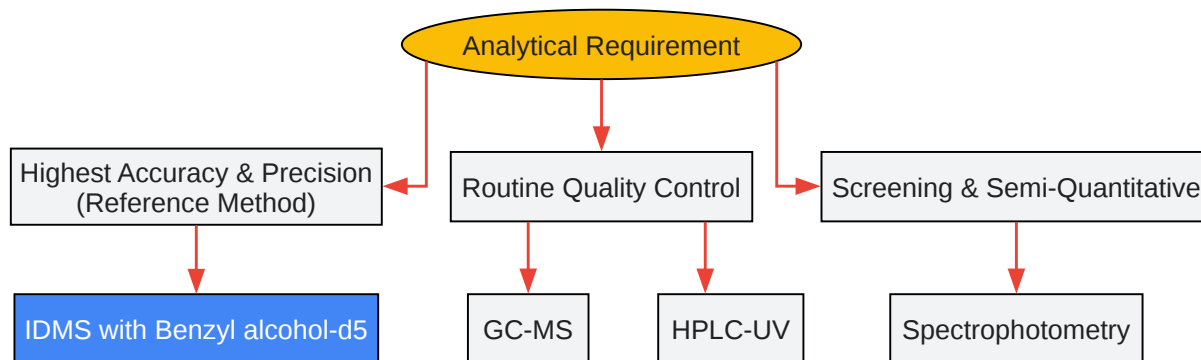 Analytical Requirement
Highest Accuracy & Precision
(Reference Method)
Routine Quality Control
Screening & Semi-Quantitative
IDMS with Benzyl alcohol-d5
GC-MS
HPLC-UV
Spectrophotometry